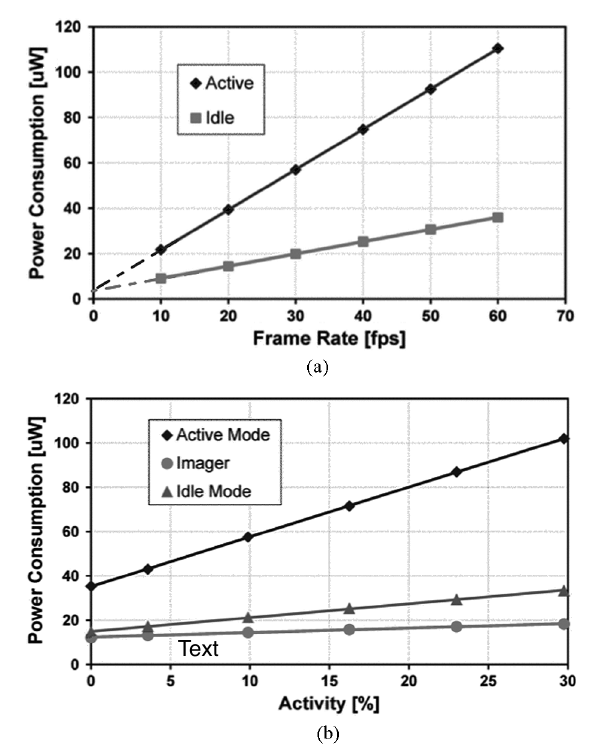 120
100
80
60
40
20
0
Power Consumption [uW]
Active
Idle
0 10 20 30 40 50 60 70
Frame Rate [fps]
(a)
120
100
80
60
40
20
0
Power Consumption [uW]
Active Mode
Imager
Idle Mode
Text
0 5 10 15 20 25 30
Activity [%]
(b)